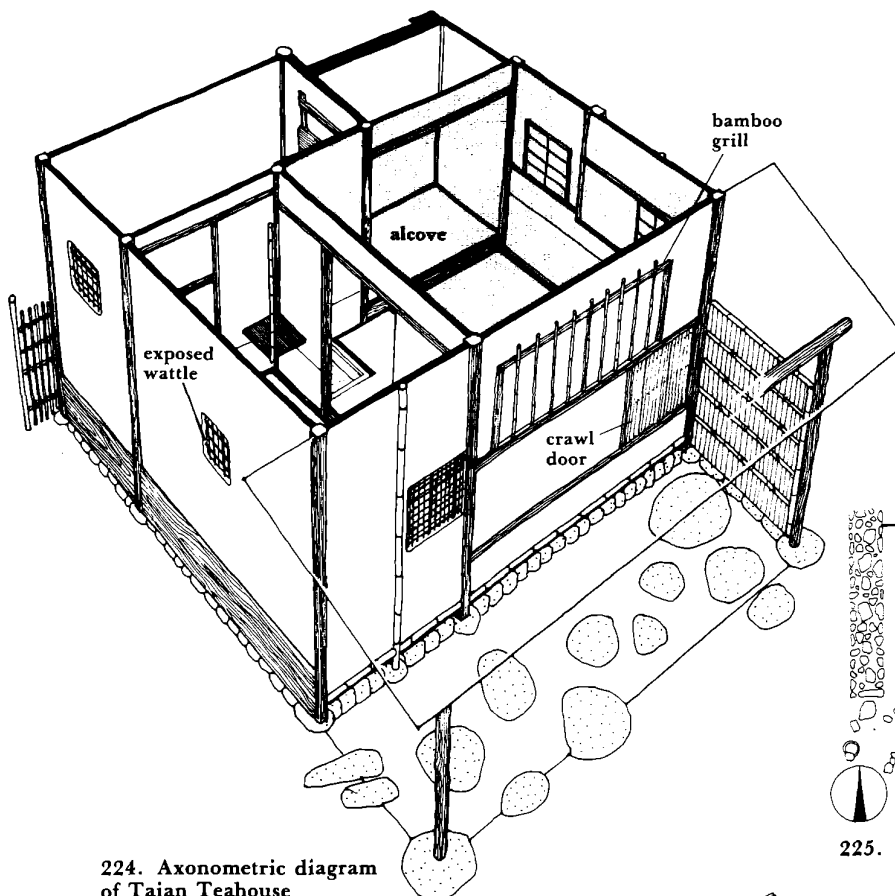 bamboo
grill
alcove
exposed
wattle
crawl
door
224. Axonometric diagram
of Taian Teahouse
225.